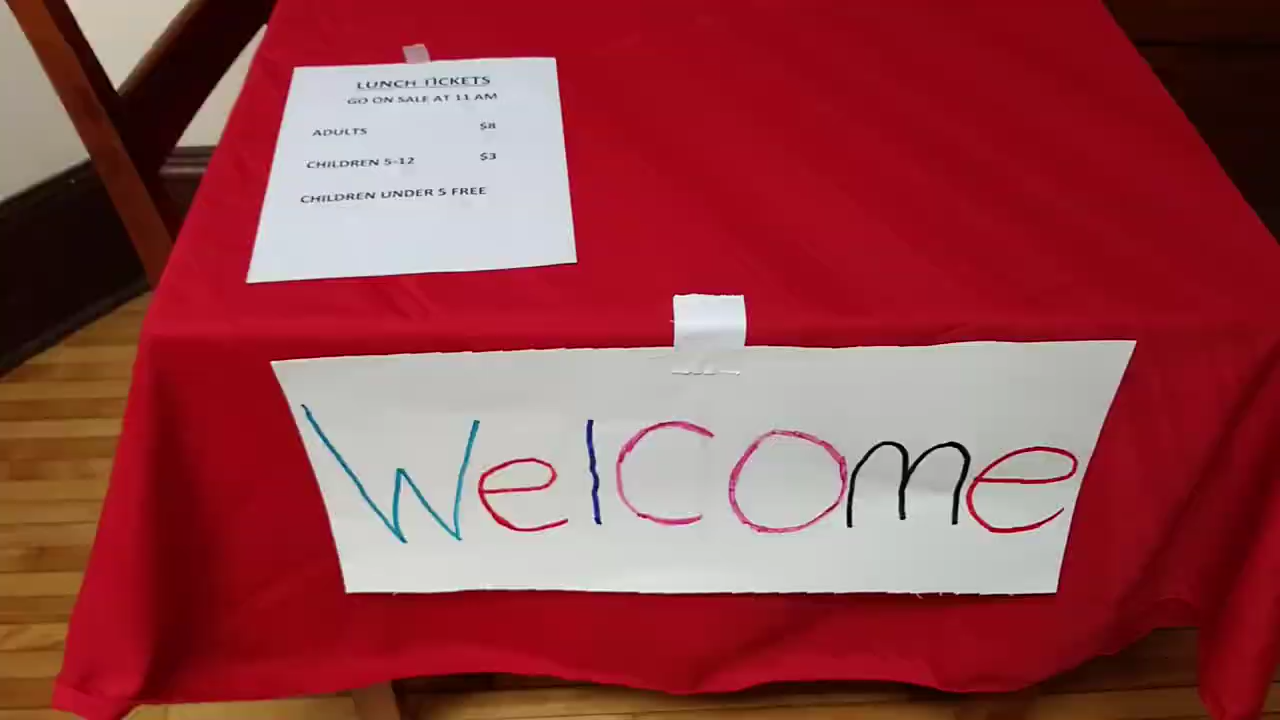 LUNCH TICKETS
GO ON SALE AT 11 AM
ADULTS $8
CHILDREN 5-12 $3
CHILDREN UNDER 5 FREE
Welcome